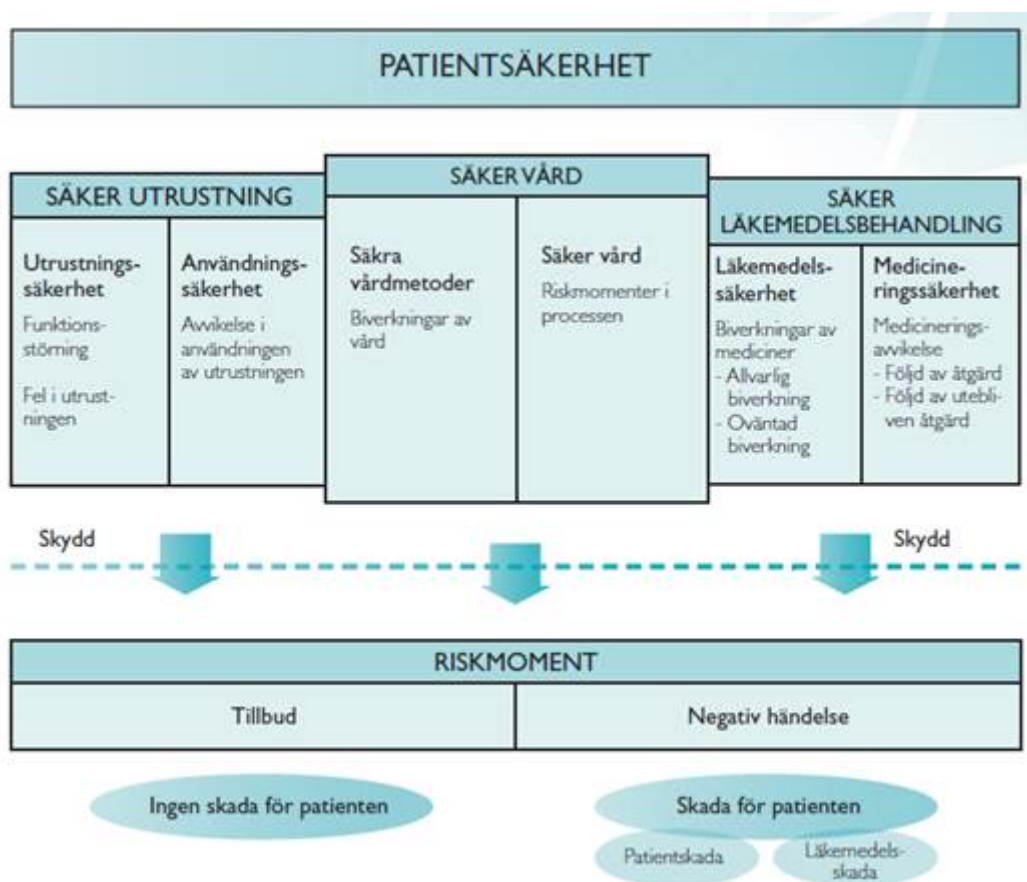 PATIENTSÄKERHET
SÄKER UTRUSTNING
Utrustnings-
säkerhet
Funktions-
störning
Fel i utrust-
ningen
Användnings-
säkerhet
Avvikelse i
användningen
av utrustningen
SÄKER VÅRD
Säkra
vårdmetoder
Biverkningar av
vård
Säker vård
Riskmomenter i
processen
SÄKER
LÄKEMEDELSBEHANDLING
Läkemedels-
säkerhet
Biverkningar av
mediciner
- Allvarlig
biverkning
- Oväntad
biverkning
Medicine-
ringssäkerhet
Medicinerings-
avvikelse
- Följd av åtgärd
- Följd av utebli-
ven åtgärd
Skydd
Skydd
RISKMOMENT
Tillbud
Negativ händelse
Ingen skada för patienten
Skada för patienten
Patientskada
Läkemedels-
skada